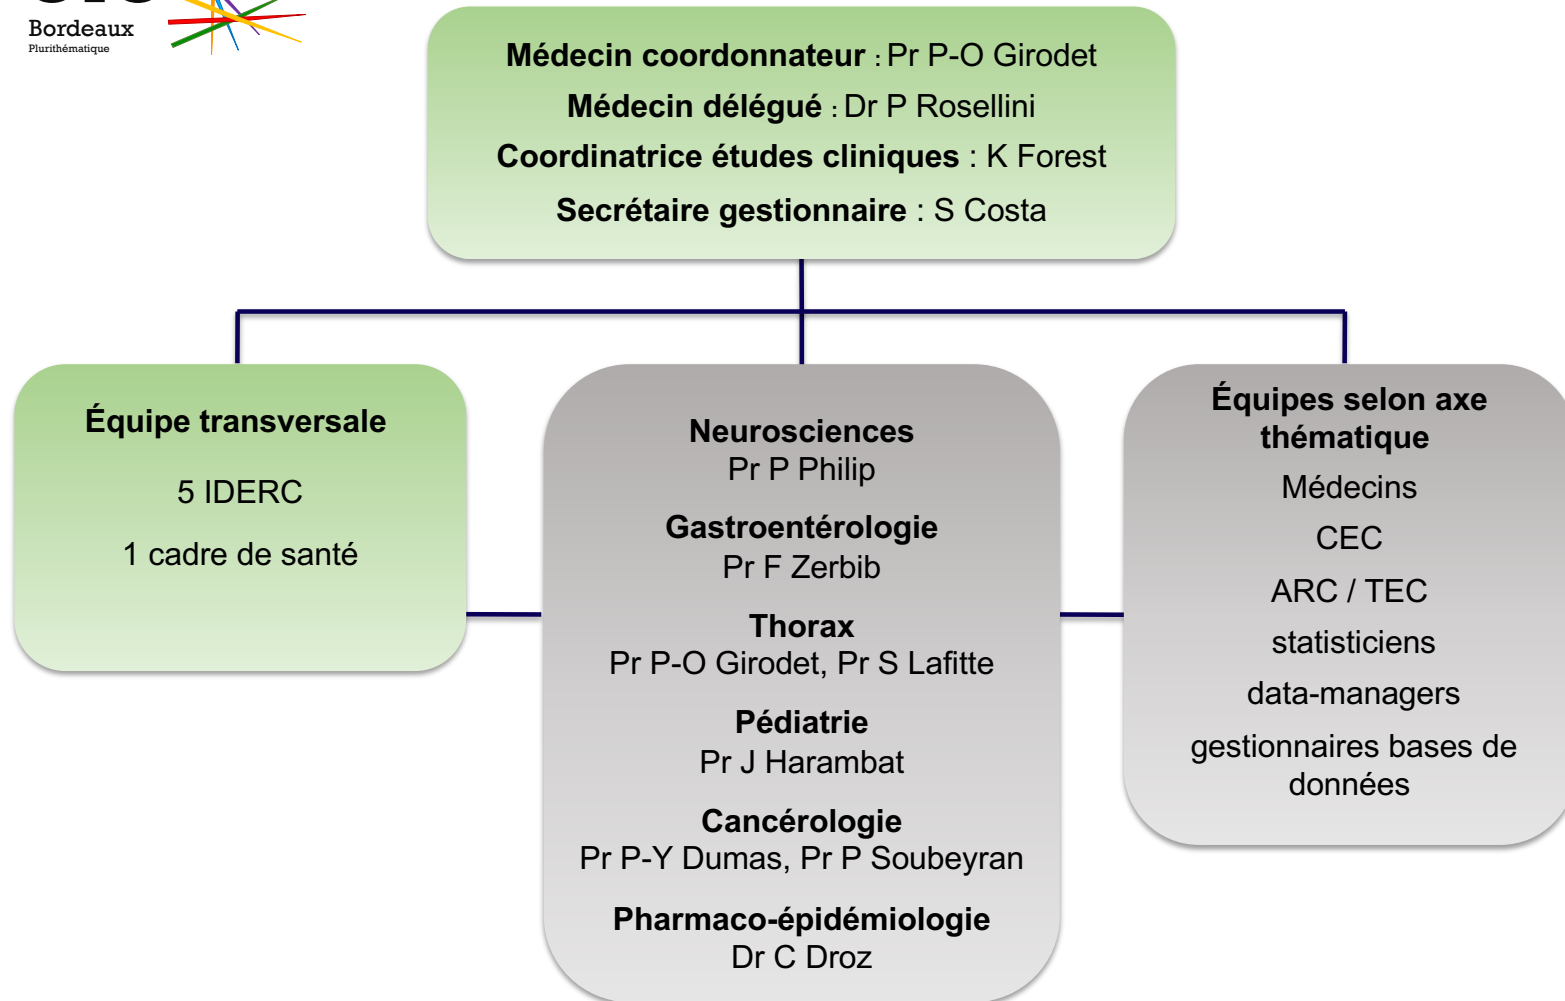 Bordeaux
Plurithématique
Médecin coordonnateur : Pr P-O Girodet
Médecin délégué : Dr P Rosellini
Coordinatrice études cliniques : K Forest
Secrétaire gestionnaire : S Costa
Équipe transversale
5 IDERC
1 cadre de santé
Neurosciences
Pr P Philip
Gastroentérologie
Pr F Zerbib
Thorax
Pr P-O Girodet, Pr S Lafitte
Pédiatrie
Pr J Harambat
Cancérologie
Pr P-Y Dumas, Pr P Soubeyran
Pharmaco-épidémiologie
Dr C Droz
Équipes selon axe
thématique
Médecins
CEC
ARC / TEC
statisticiens
data-managers
gestionnaires bases de
données